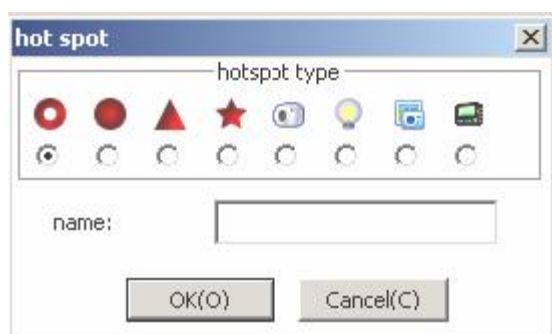 hot spot
hotspot type
name:
OK(O)
Cancel(C)